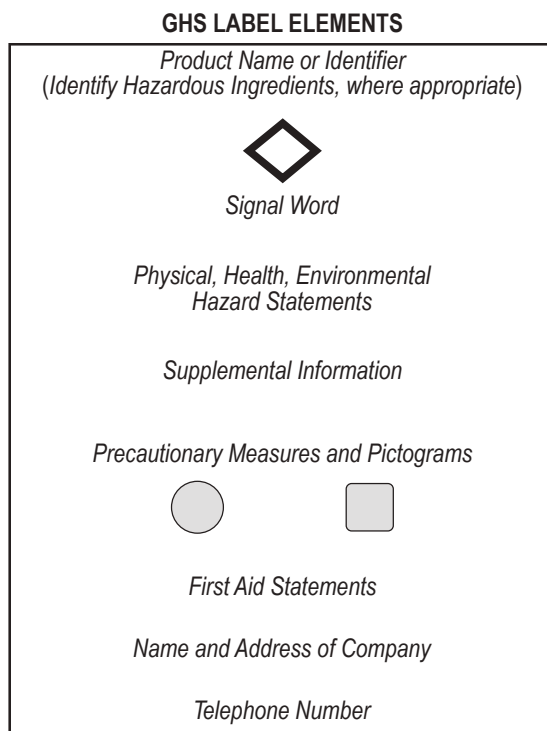 GHS LABEL ELEMENTS
Product Name or Identifier
(Identify Hazardous Ingredients, where appropriate)
Signal Word
Physical, Health, Environmental
Hazard Statements
Supplemental Information
Precautionary Measures and Pictograms
First Aid Statements
Name and Address of Company
Telephone Number